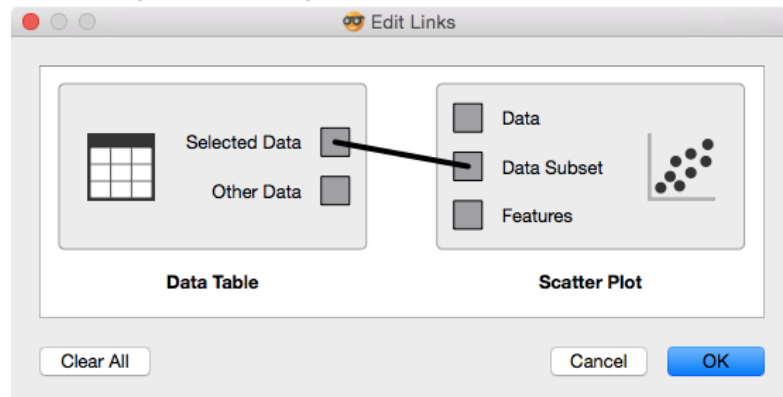 Edit Links
Selected Data
Other Data
Data Table
Data
Data Subset
Features
Scatter Plot
Clear All
Cancel
OK